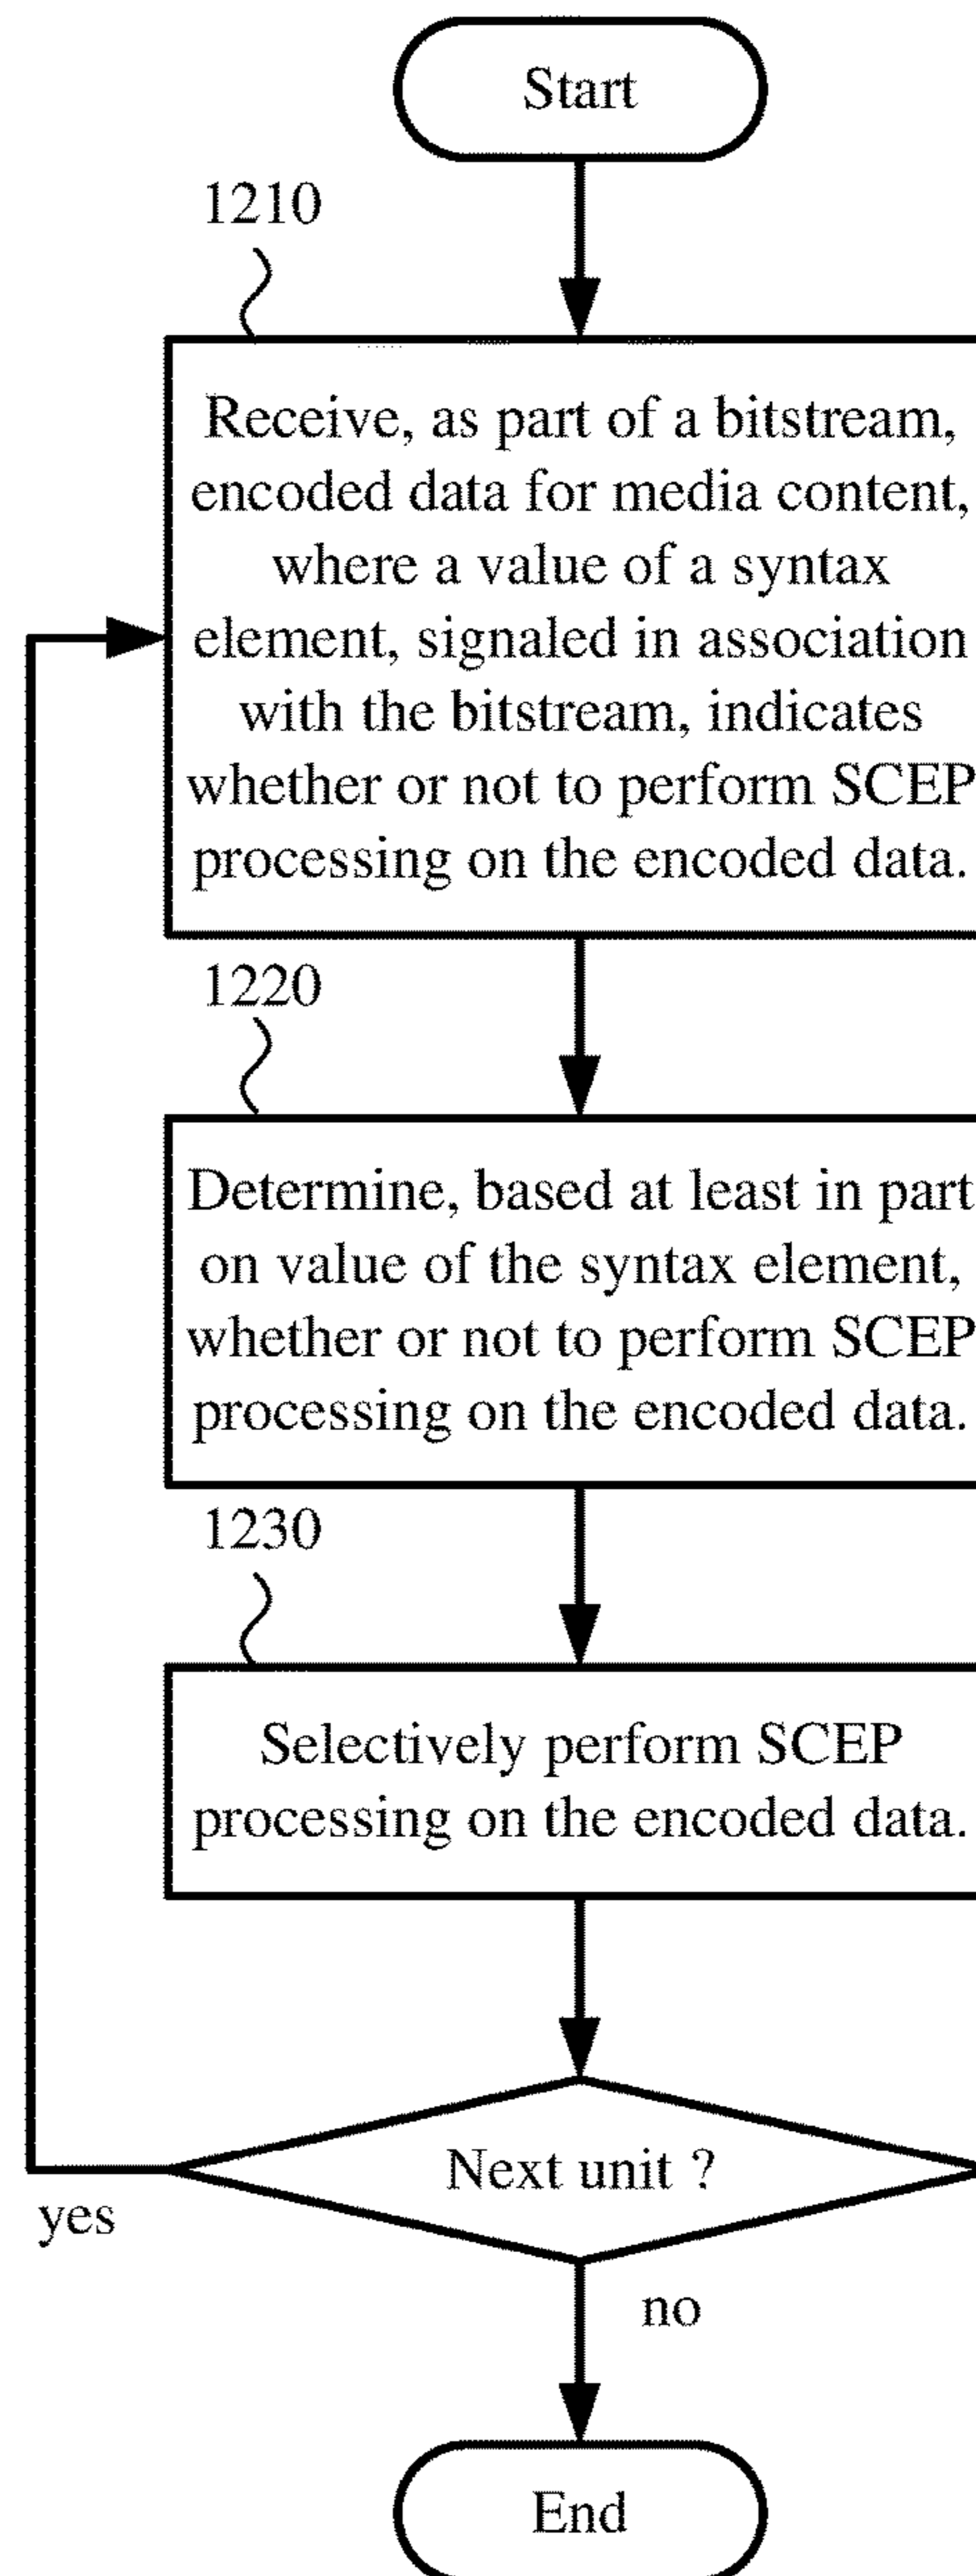 Start
1210
Receive, as part of a bitstream,
encoded data for media content,
where a value of a syntax
element, signaled in association
with the bitstream, indicates
whether or not to perform SCEP
processing on the encoded data.
1220
Determine, based at least in part
on value of the syntax element,
whether or not to perform SCEP
processing on the encoded data.
1230
Selectively perform SCEP
processing on the encoded data.
Next unit ?
yes
no
End